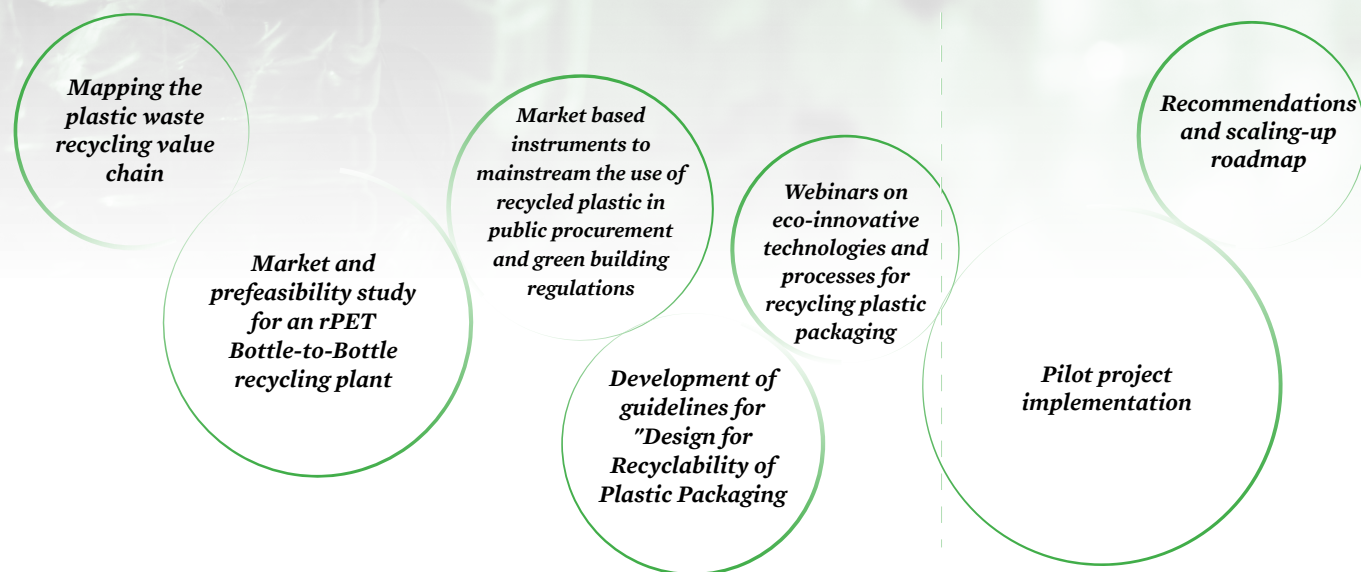 Mapping the
plastic waste
recycling value
chain
Market and
prefeasibility study
for an rPET
Bottle-to-Bottle
recycling plant
Market based
instruments to
mainstream the use of
recycled plastic in
public procurement
and green building
regulations
Development of
guidelines for
"Design for
Recyclability of
Plastic Packaging
Webinars on
eco-innovative
technologies and
processes for
recycling plastic
packaging
Pilot project
implementation
Recommendations
and scaling-up
roadmap